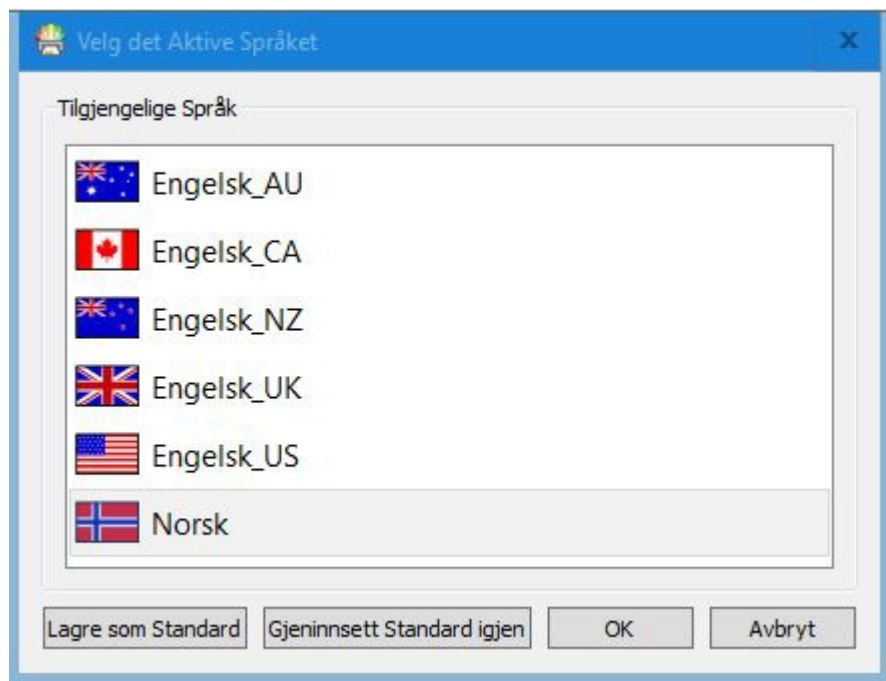 Velg det Aktive Språket
Tilgjengelige Språk
Engelsk_AU
Engelsk_CA
Engelsk_NZ
Engelsk_UK
Engelsk_US
Norsk
Lagre som Standard Gjeninnsett Standard igjen OK Avbryt